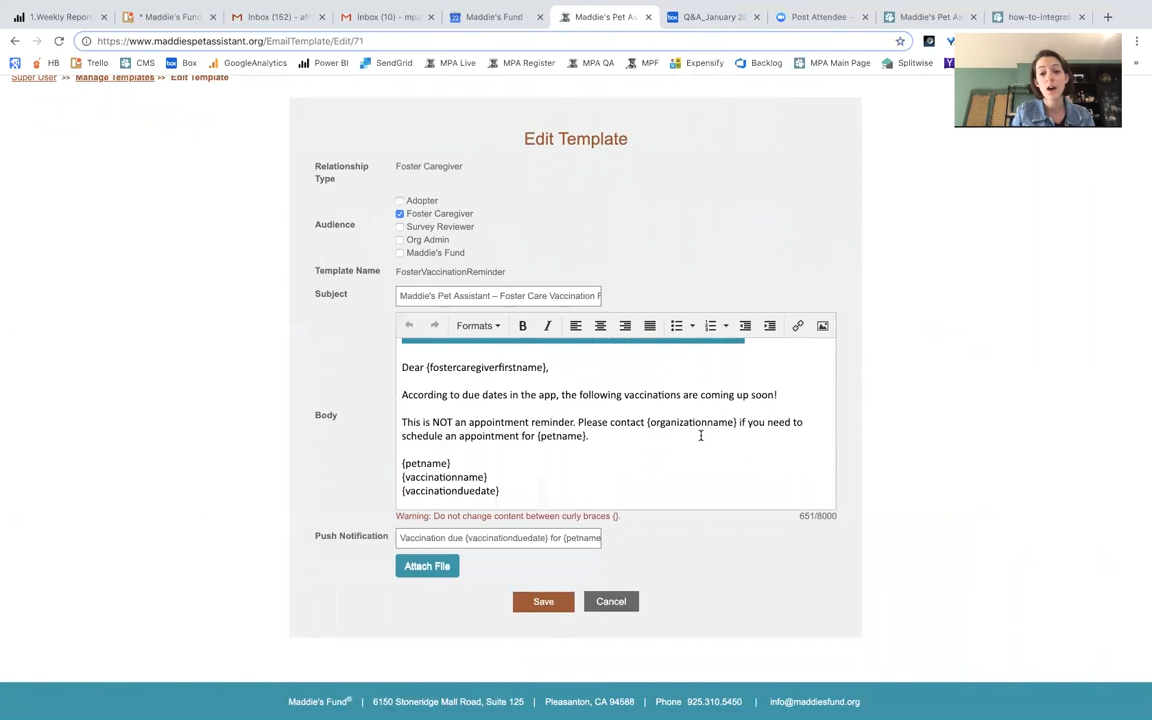 1.Weekly Report
* Maddie's Fund
Inbox (152) - af
Inbox (10) - mp
Maddie's Fund -
Maddie's Pet As
Q&A_January 2
Post Attendee -
Maddie's Pet As
how-to-integra
https://www.maddiespetassistant.org/EmailTemplate/Edit/71
HB
Trello
CMS
Box
GoogleAnalytics
Power BI
SendGrid
MPA Live
MPA Register
MPA QA
MPF
Expensify
Backlog
MPA Main Page
Splitwise
»
Super User >> Manage Templates >> Edit Template
Edit Template
Relationship Type
Foster Caregiver
Audience
Adopter
Foster Caregiver
Survey Reviewer
Org Admin
Maddie's Fund
Template Name
FosterVaccinationReminder
Subject
Maddie's Pet Assistant – Foster Care Vaccination F
Formats
B
I
Body
Dear {fostercaregiverfirstname},
According to due dates in the app, the following vaccinations are coming up soon!
This is NOT an appointment reminder. Please contact {organizationname} if you need to
schedule an appointment for {petname}.
{petname}
{vaccinationname}
{vaccinationduedate}
Warning: Do not change content between curly braces {}.
651/8000
Push Notification
Vaccination due {vaccinationduedate} for {petname
Attach File
Save
Cancel
Maddie's Fund® | 6150 Stoneridge Mall Road, Suite 125 | Pleasanton, CA 94588 | Phone 925.310.5450 | info@maddiesfund.org